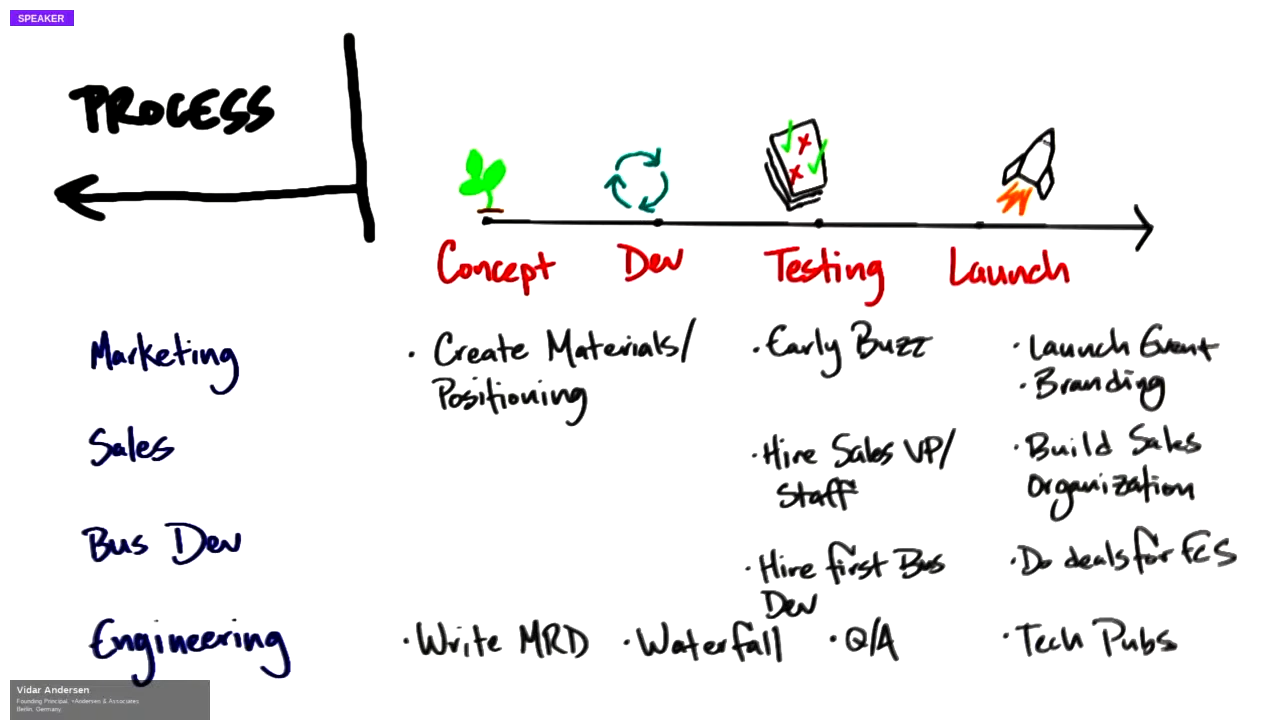 SPEAKER
PROCESS
Concept Dev Testing Launch
Marketing · Create Materials/ · Early Buzz · Launch Event
Positioning · Branding
Sales · Hire Sales VP/ · Build Sales
Staff Organization
Bus Dev · Hire first Bus · Do deals for FCS
Dev
Engineering · Write MRD · Waterfall · Q/A · Tech Pubs
Vidar Andersen
Founding Principal, +Andersen & Associates
Berlin, Germany